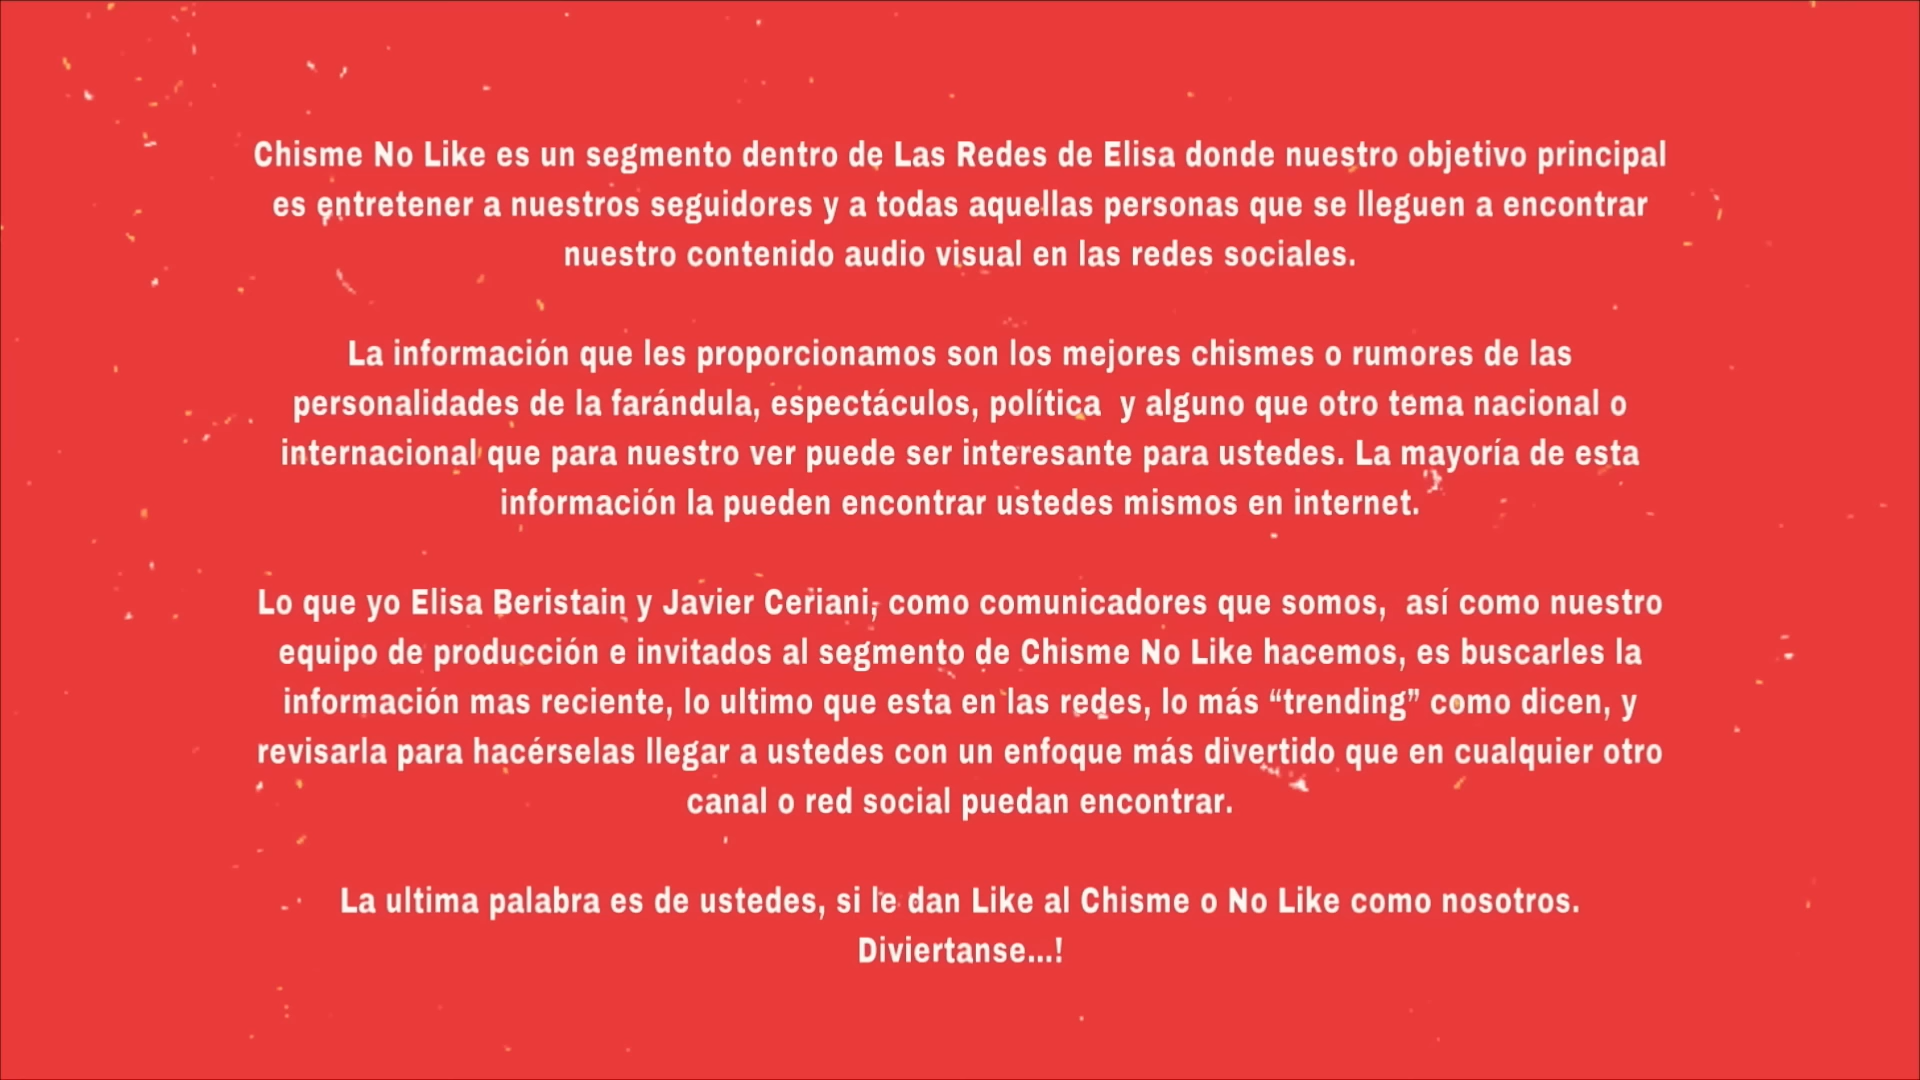 Chisme No Like es un segmento dentro de Las Redes de Elisa donde nuestro objetivo principal
es entretener a nuestros seguidores y a todas aquellas personas que se lleguen a encontrar
nuestro contenido audio visual en las redes sociales.
La información que les proporcionamos son los mejores chismes o rumores de las
personalidades de la farándula, espectáculos, política  y alguno que otro tema nacional o
internacional que para nuestro ver puede ser interesante para ustedes. La mayoría de esta
información la pueden encontrar ustedes mismos en internet.
Lo que yo Elisa Beristain y Javier Ceriani, como comunicadores que somos,  así como nuestro
equipo de producción e invitados al segmento de Chisme No Like hacemos, es buscarles la
información mas reciente, lo ultimo que esta en las redes, lo más “trending” como dicen, y
revisarla para hacérselas llegar a ustedes con un enfoque más divertido que en cualquier otro
canal o red social puedan encontrar.
La ultima palabra es de ustedes, si le dan Like al Chisme o No Like como nosotros.
Diviertanse...!